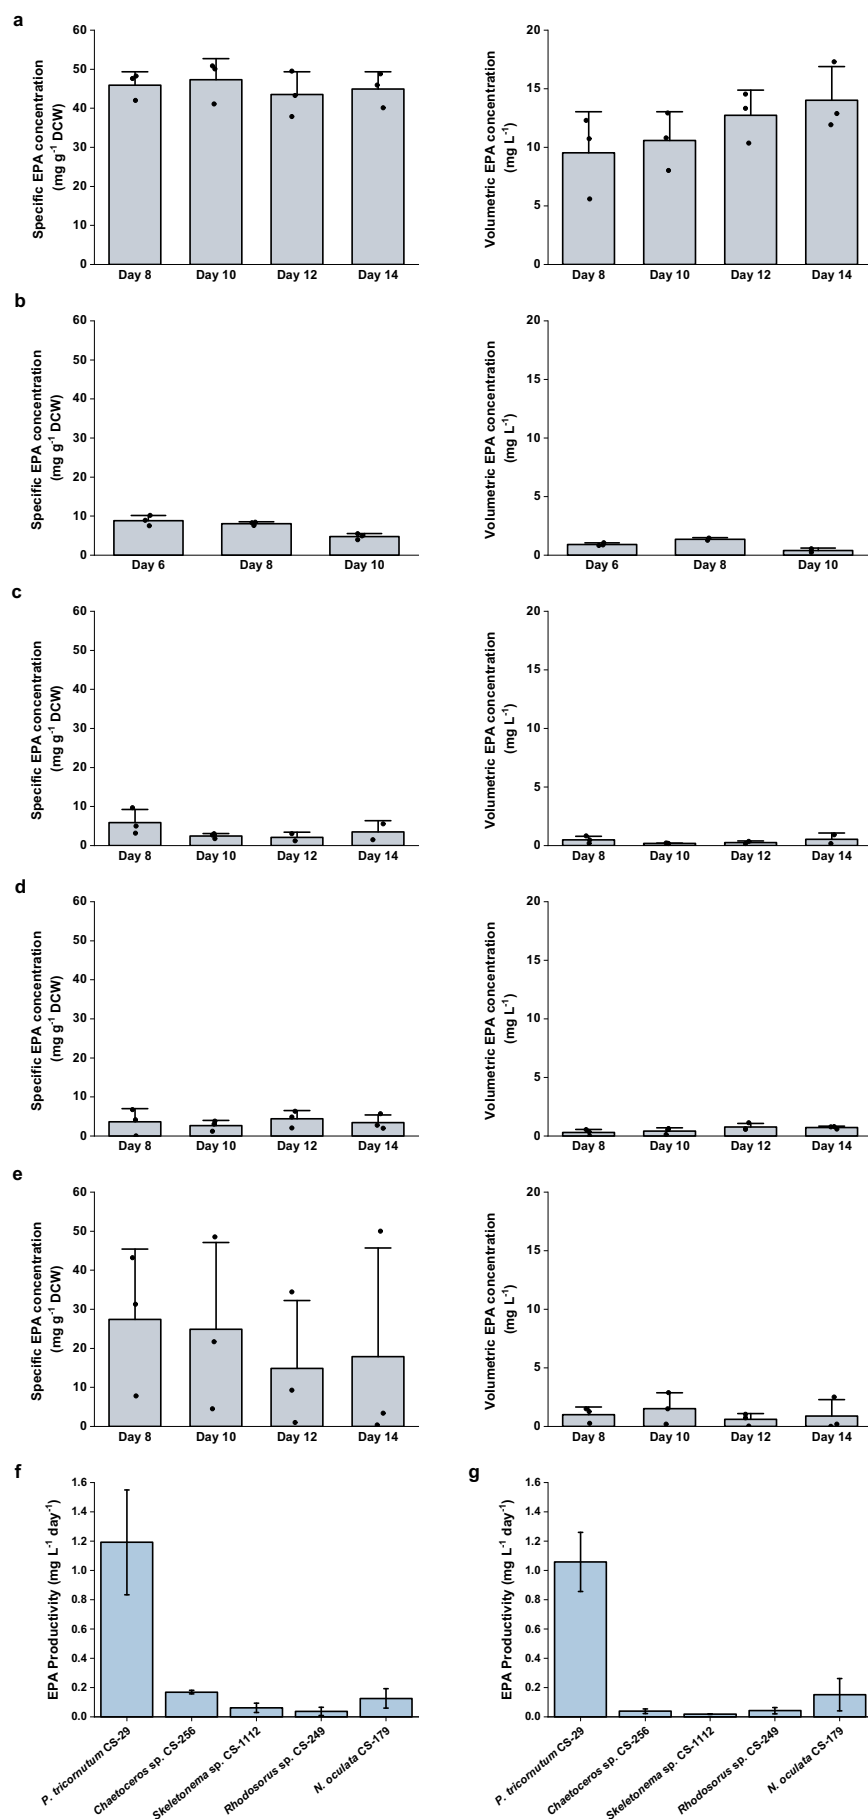 a
60
50
40
30
20
10
0
Specific EPA concentration
(mg g⁻¹ DCW)
Day 8 Day 10 Day 12 Day 14
20
15
10
5
0
Volumetric EPA concentration
(mg L⁻¹)
Day 8 Day 10 Day 12 Day 14
b
60
50
40
30
20
10
0
Specific EPA concentration
(mg g⁻¹ DCW)
Day 6 Day 8 Day 10
20
15
10
5
0
Volumetric EPA concentration
(mg L⁻¹)
Day 6 Day 8 Day 10
c
60
50
40
30
20
10
0
Specific EPA concentration
(mg g⁻¹ DCW)
Day 8 Day 10 Day 12 Day 14
20
15
10
5
0
Volumetric EPA concentration
(mg L⁻¹)
Day 8 Day 10 Day 12 Day 14
d
60
50
40
30
20
10
0
Specific EPA concentration
(mg g⁻¹ DCW)
Day 8 Day 10 Day 12 Day 14
20
15
10
5
0
Volumetric EPA concentration
(mg L⁻¹)
Day 8 Day 10 Day 12 Day 14
e
60
50
40
30
20
10
0
Specific EPA concentration
(mg g⁻¹ DCW)
Day 8 Day 10 Day 12 Day 14
20
15
10
5
0
Volumetric EPA concentration
(mg L⁻¹)
Day 8 Day 10 Day 12 Day 14
f
1.6
1.4
1.2
1.0
0.8
0.6
0.4
0.2
0.0
EPA Productivity (mg L⁻¹ day⁻¹)
P. tricornutum CS-29
Chaetoceros sp. CS-256
Skeletonema sp. CS-1112
Rhodosorus sp. CS-249
N. oculata CS-179
g
1.6
1.4
1.2
1.0
0.8
0.6
0.4
0.2
0.0
EPA Productivity (mg L⁻¹ day⁻¹)
P. tricornutum CS-29
Chaetoceros sp. CS-256
Skeletonema sp. CS-1112
Rhodosorus sp. CS-249
N. oculata CS-179